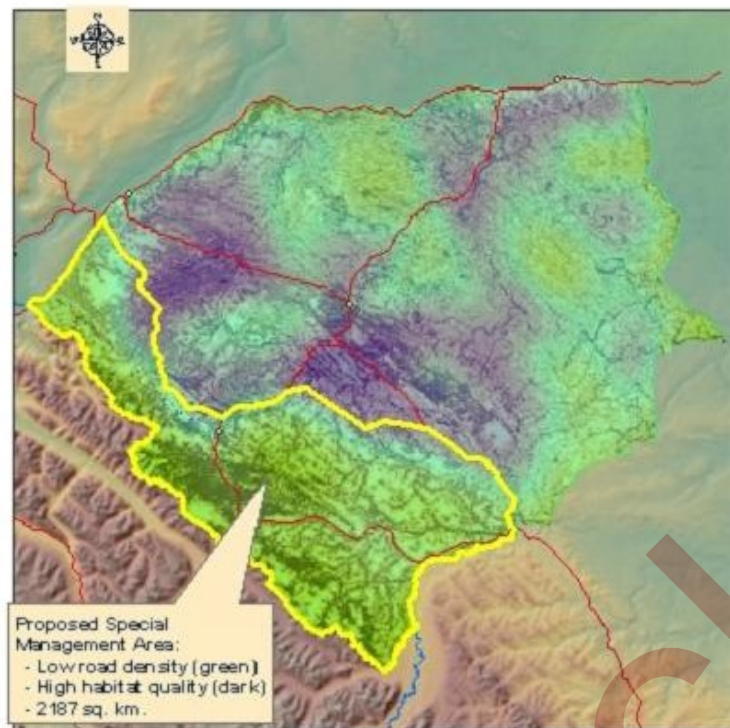 Proposed Special
Management Area:
- Low road density (green)
- High habitat quality (dark)
- 2187 sq. km.